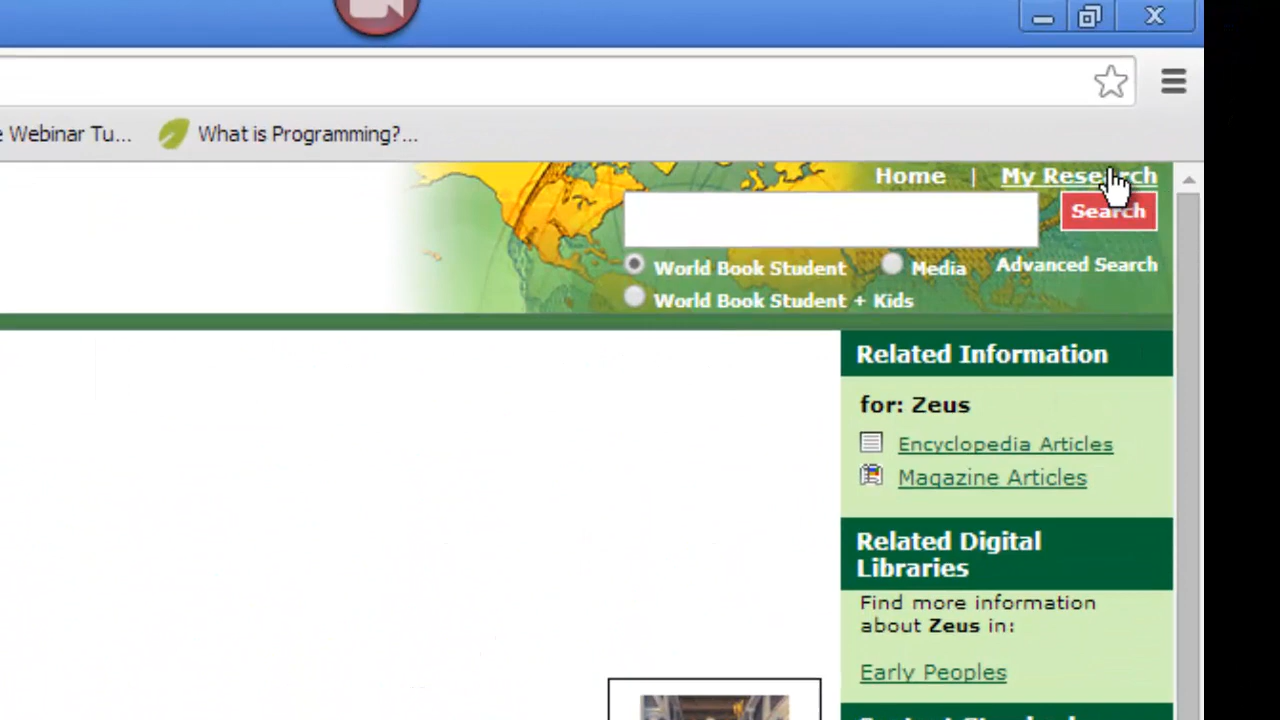 e Webinar Tu... What is Programming?...
Home | My Research
Search
World Book Student Media Advanced Search
World Book Student + Kids
Related Information
for: Zeus
Encyclopedia Articles
Magazine Articles
Related Digital
Libraries
Find more information
about Zeus in:
Early Peoples